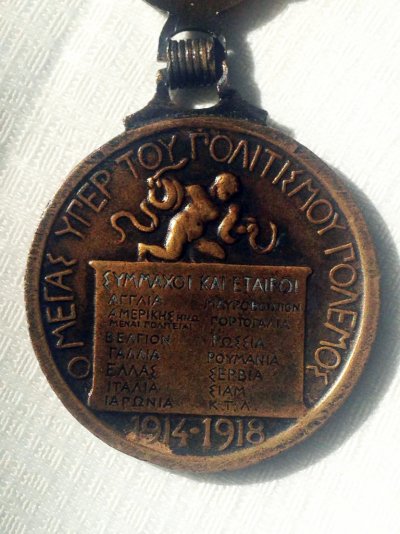 Ο ΜΕΓΑΣ ΥΠΕΡ ΤΟΥ ΠΟΛΙΤΙΣΜΟΥ ΠΟΛΕΜΟΣ
ΣΥΜΜΑΧΟΙ ΚΑΙ ΕΤΑΙΡΟΙ
ΑΓΓΛΙΑ
ΑΜΕΡΙΚΗΣ ΗΝΩ
ΜΕΝΑΙ ΠΟΛΙΤΕΙΑΙ
ΒΕΛΓΙΟΝ
ΓΑΛΛΙΑ
ΕΛΛΑΣ
ΙΤΑΛΙΑ
ΙΑΠΩΝΙΑ
ΜΑΥΡΟΒΟΥΝΙΟΝ
ΠΟΡΤΟΓΑΛΙΑ
ΡΩΣΣΙΑ
ΡΟΥΜΑΝΙΑ
ΣΕΡΒΙΑ
ΣΙΑΜ
Κ.Τ.Λ.
1914-1918